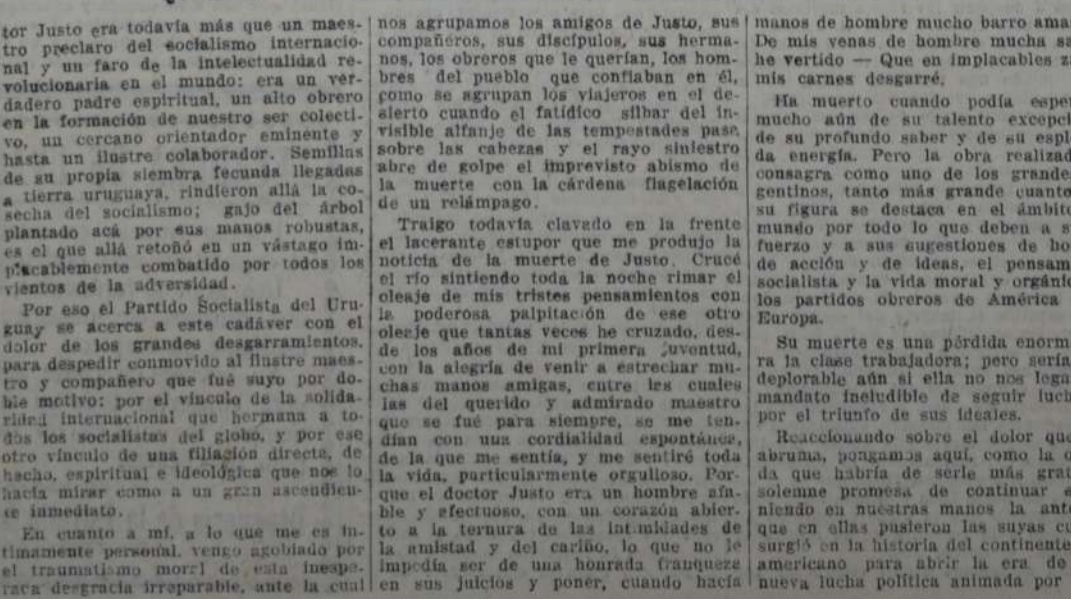 tor Justo era todavía más que un maes-
tro preclaro del socialismo internacio-
nal y un faro de la intelectualidad re-
volucionaria en el mundo: era un ver-
dadero padre espiritual, un alto obrero
en la formación de nuestro ser colecti-
vo, un cercano orientador eminente y
hasta un ilustre colaborador. Semillas
de su propia siembra fecunda llegadas
a tierra uruguaya, rindieron allá la co-
secha del socialismo; gajo del árbol
plantado acá por sus manos robustas,
es el que allá retoñó en un vástago im-
placablemente combatido por todos los
vientos de la adversidad.
Por eso el Partido Socialista del Uru-
guay se acerca a este cadáver con el
dolor de los grandes desgarramientos,
para despedir conmovido al ilustre maes-
tro y compañero que fué suyo por do-
ble motivo: por el vínculo de la solida-
ridad internacional que hermana a to-
dos los socialistas del globo, y por ese
otro vínculo de una filiación directa, de
hecho, espiritual e ideológica que nos lo
hacía mirar como a un gran ascendien-
te inmediato.
En cuanto a mí, a lo que me es ín-
timamente personal, vengo agobiado por
el traumatismo moral de esta inespe-
raca desgracia irreparable, ante la cual
nos agrupamos los amigos de Justo, sus
compañeros, sus discípulos, sus herma-
nos, los obreros que le querían, los hom-
bres del pueblo que confiaban en él,
como se agrupan los viajeros en el de-
sierto cuando el fatídico silbar del in-
visible alfanje de las tempestades pasa
sobre las cabezas y el rayo siniestro
abre de golpe el imprevisto abismo de
la muerte con la cárdena flagelación
de un relámpago.
Traigo todavía clavado en la frente
el lacerante estupor que me produjo la
noticia de la muerte de Justo. Crucé
el río sintiendo toda la noche rimar el
oleaje de mis tristes pensamientos con
la poderosa palpitación de ese otro
oleaje que tantas veces he cruzado, des-
de los años de mi primera juventud,
con la alegría de venir a estrechar mu-
chas manos amigas, entre les cuales
las del querido y admirado maestro
que se fué para siempre, se me ten-
dían con una cordialidad espontánea,
de la que me sentía, y me sentiré toda
la vida, particularmente orgulloso. Por-
que el doctor Justo era un hombre afa-
ble y efectuoso, con un corazón abier-
to a la ternura de las intimidades de
la amistad y del cariño, lo que no le
impedía ser de una honrada franqueza
en sus juicios y poner, cuando hacía
manos de hombre mucho barro ama
De mis venas de hombre mucha sa
he vertido — Que en implacables z
mis carnes desgarré.
Ha muerto cuando podía esper
mucho aún de su talento excepci
de su profundo saber y de su esplé
da energía. Pero la obra realizad
consagra como uno de los grande
gentinos, tanto más grande cuanto
su figura se destaca en el ámbito
mundo por todo lo que deben a s
fuerzo y a sus sugestiones de ho
de acción y de ideas, el pensam
socialista y la vida moral y orgánic
los partidos obreros de América
Europa.
Su muerte es una pérdida enorm
ra la clase trabajadora; pero sería
deplorable aún si ella no nos lega
mandato ineludible de seguir luch
por el triunfo de sus ideales.
Reaccionando sobre el dolor que
abruma, pongamos aquí, como la o
da que habría de serle más grat
solemne promesa de continuar
niendo en nuestras manos la anto
que en ellas pusieron las suyas cu
surgió en la historia del continente
americano para abrir la era de
nueva lucha política animada por